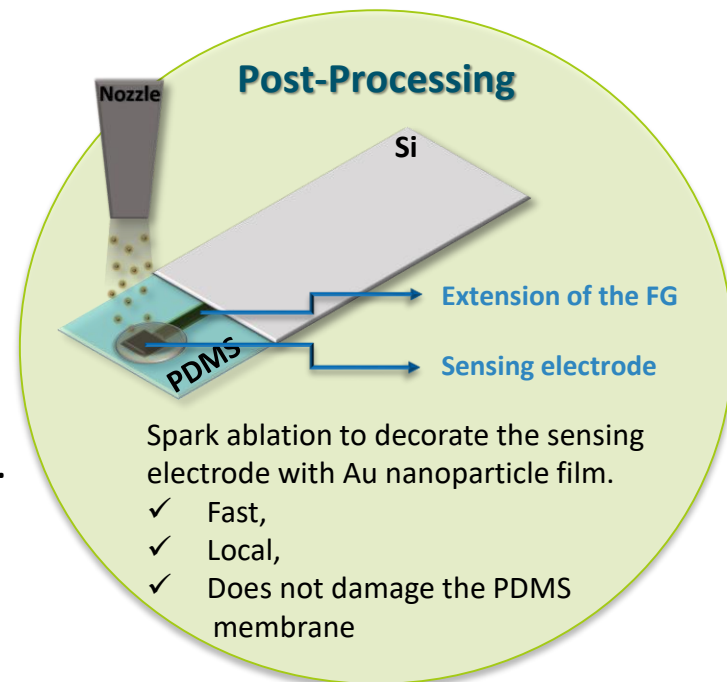 Post-Processing
Nozzle
Si
Extension of the FG
PDMS
Sensing electrode
Spark ablation to decorate the sensing
electrode with Au nanoparticle film.
.
✓ Fast,
✓ Local,
✓ Does not damage the PDMS
membrane